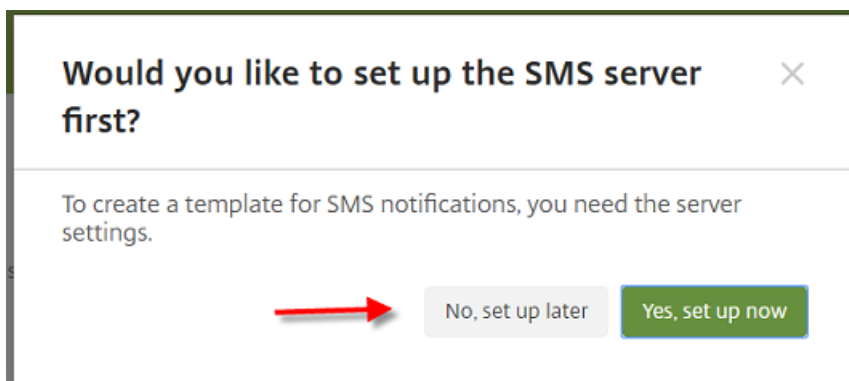 Would you like to set up the SMS server
first?
To create a template for SMS notifications, you need the server
settings.
No, set up later
Yes, set up now